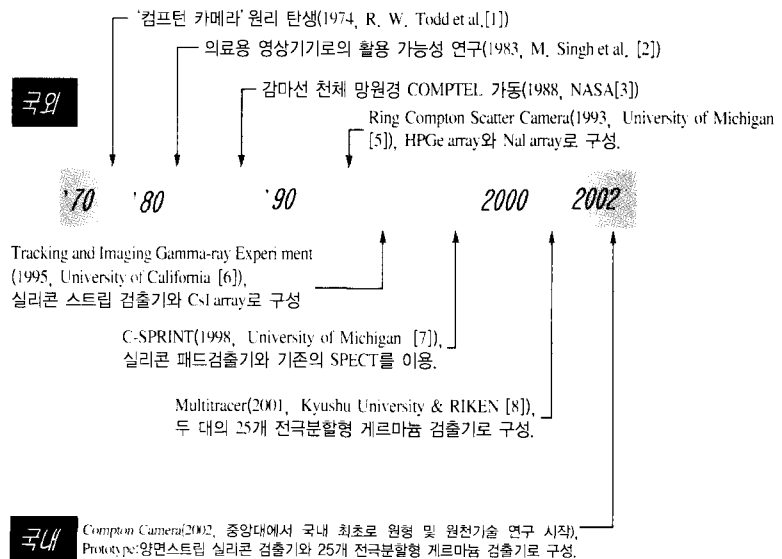 '컴프턴 카메라' 원리 탄생(1974, R. W. Todd et al.[1])
의료용 영상기기로의 활용 가능성 연구(1983, M. Singh et al. [2])
감마선 천체 망원경 COMPTEL 가동(1988, NASA[3])
국외
Ring Compton Scatter Camera(1993, University of Michigan
[5]), HPGe array와 NaI array로 구성.
'70 '80 '90 2000 2002
Tracking and Imaging Gamma-ray Experiment
(1995, University of California [6]),
실리콘 스트립 검출기와 CsI array로 구성
C-SPRINT(1998, University of Michigan [7]),
실리콘 패드검출기와 기존의 SPECT를 이용.
Multitracer(2001, Kyushu University & RIKEN [8]),
두 대의 25개 전극분할형 게르마늄 검출기로 구성.
국내
Compton Camera(2002, 중앙대에서 국내 최초로 원형 및 원천기술 연구 시작),
Prototype:양면스트립 실리콘 검출기와 25개 전극분할형 게르마늄 검출기로 구성.